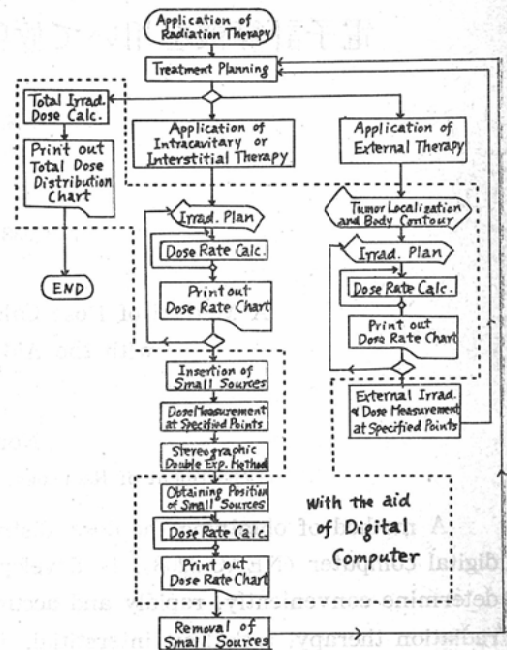 Application of
Radiation Therapy
Treatment Planning
Total Irrad.
Dose Calc.
Print out
Total Dose
Distribution
Chart
END
Application of
Intracavitary or
Interstitial Therapy
Irrad. Plan
Dose Rate Calc.
Print out
Dose Rate Chart
Insertion of
Small Sources
Dose Measurement
at Specified Points
Stereographic
Double Exp. Method
Obtaining Position
of Small Sources
Dose Rate Calc.
Print out
Dose Rate Chart
Removal of
Small Sources
Application of
External Therapy
Tumor Localization
and Body Contour
Irrad. Plan
Dose Rate Calc.
Print out
Dose Rate Chart
External Irrad.
& Dose Measurement
at Specified Points
With the aid
of Digital
Computer